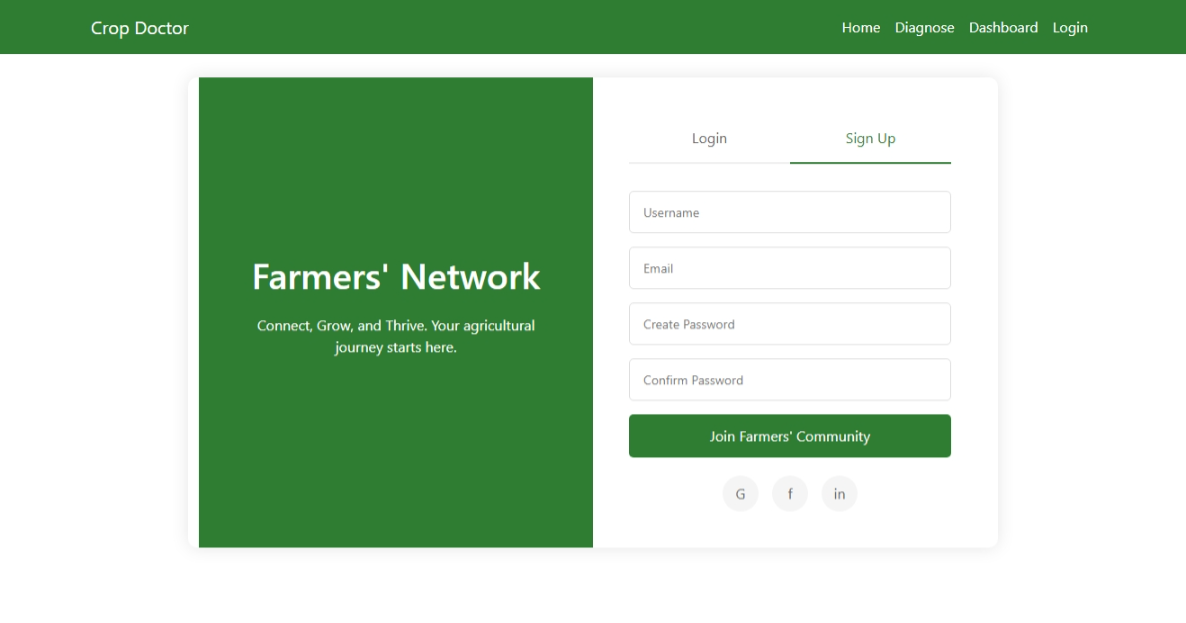 Crop Doctor
Home Diagnose Dashboard Login
Farmers' Network
Connect, Grow, and Thrive. Your agricultural
journey starts here.
Login Sign Up
Username
Email
Create Password
Confirm Password
Join Farmers' Community
G f in